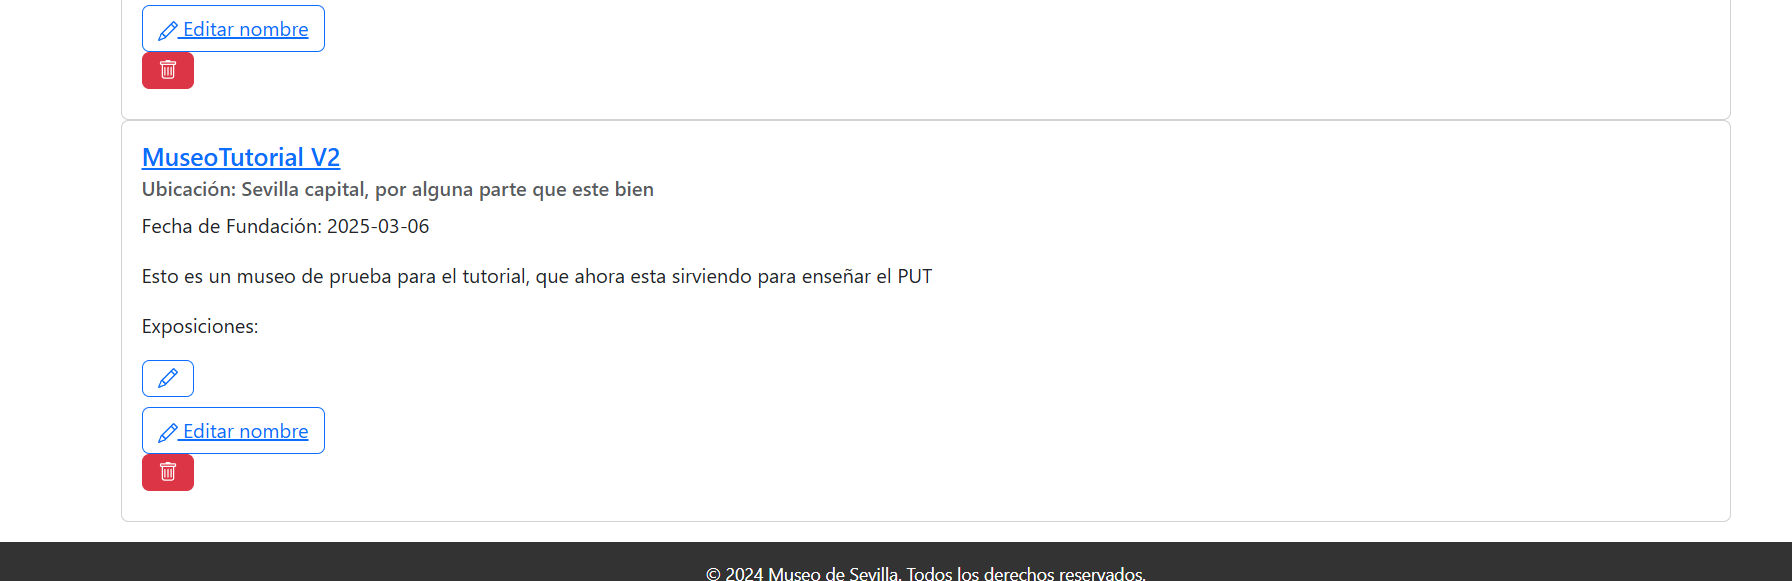 Editar nombre
MuseoTutorial V2
Ubicación: Sevilla capital, por alguna parte que este bien
Fecha de Fundación: 2025-03-06
Esto es un museo de prueba para el tutorial, que ahora esta sirviendo para enseñar el PUT
Exposiciones:
Editar nombre
© 2024 Museo de Sevilla. Todos los derechos reservados.